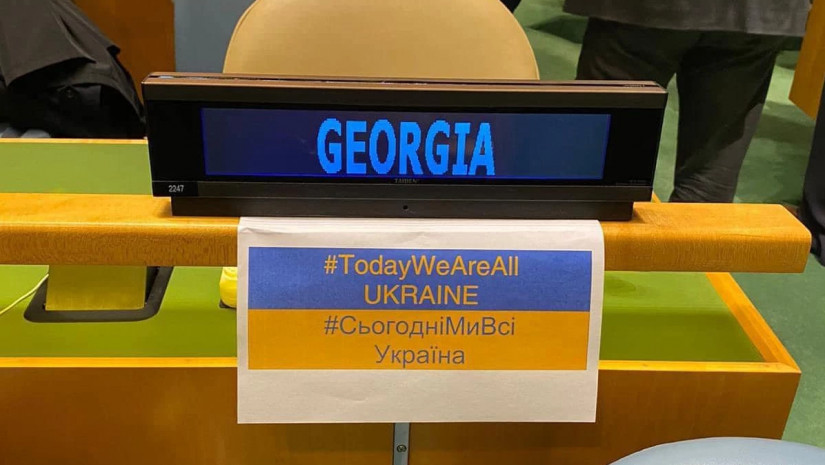 GEORGIA
2247
#TodayWeAreAll
UKRAINE
#СьогодніМиВсі
Україна